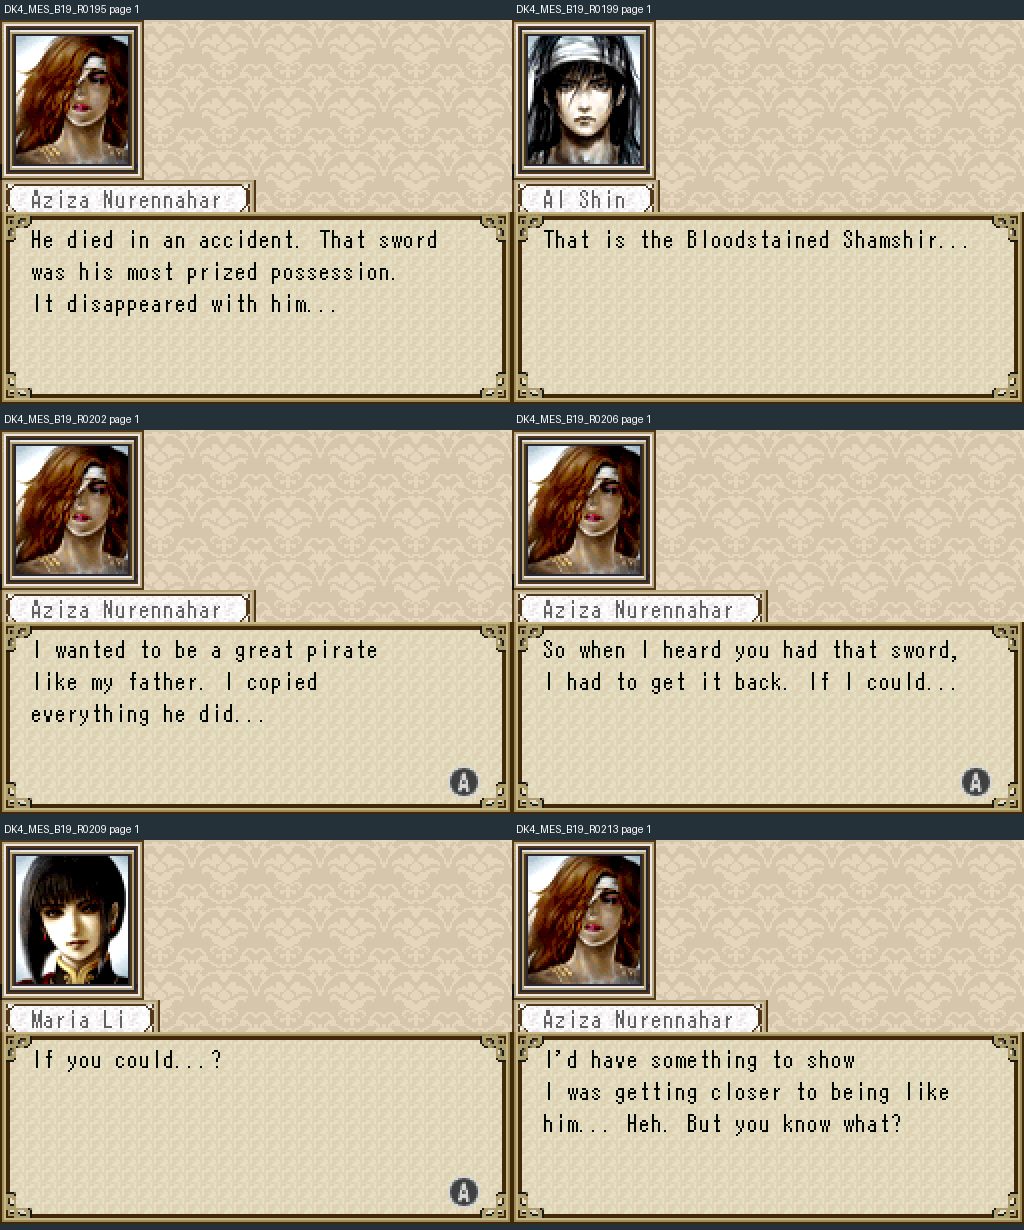 DK4_MES_B19_R0195 page 1
Aziza Nurennahar
He died in an accident. That sword
was his most prized possession.
It disappeared with him...
DK4_MES_B19_R0199 page 1
Al Shin
That is the Bloodstained Shamshir...
DK4_MES_B19_R0202 page 1
Aziza Nurennahar
I wanted to be a great pirate
like my father. I copied
everything he did...
A
DK4_MES_B19_R0206 page 1
Aziza Nurennahar
So when I heard you had that sword,
I had to get it back. If I could...
A
DK4_MES_B19_R0209 page 1
Maria Li
If you could...?
A
DK4_MES_B19_R0213 page 1
Aziza Nurennahar
I'd have something to show
I was getting closer to being like
him... Heh. But you know what?